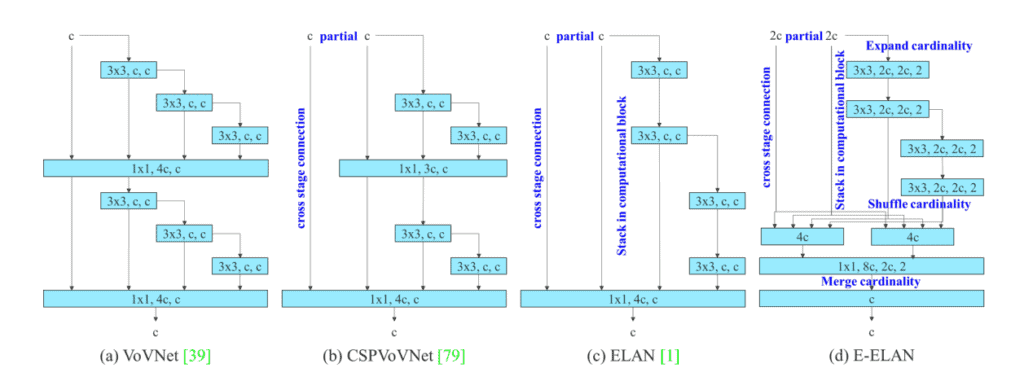 c
3x3, c, c
3x3, c, c
3x3, c, c
1x1, 4c, c
3x3, c, c
3x3, c, c
3x3, c, c
1x1, 4c, c
c
(a) VoVNet [39]
c partial c
cross stage connection
3x3, c, c
3x3, c, c
1x1, 3c, c
3x3, c, c
3x3, c, c
1x1, 4c, c
c
(b) CSPVoVNet [79]
c partial c
cross stage connection
Stack in computational block
3x3, c, c
3x3, c, c
3x3, c, c
3x3, c, c
1x1, 4c, c
c
(c) ELAN [1]
2c partial 2c
Expand cardinality
cross stage connection
Stack in computational block
3x3, 2c, 2c, 2
3x3, 2c, 2c, 2
3x3, 2c, 2c, 2
3x3, 2c, 2c, 2
Shuffle cardinality
4c 4c
1x1, 8c, 2c, 2
Merge cardinality
c
c
(d) E-ELAN